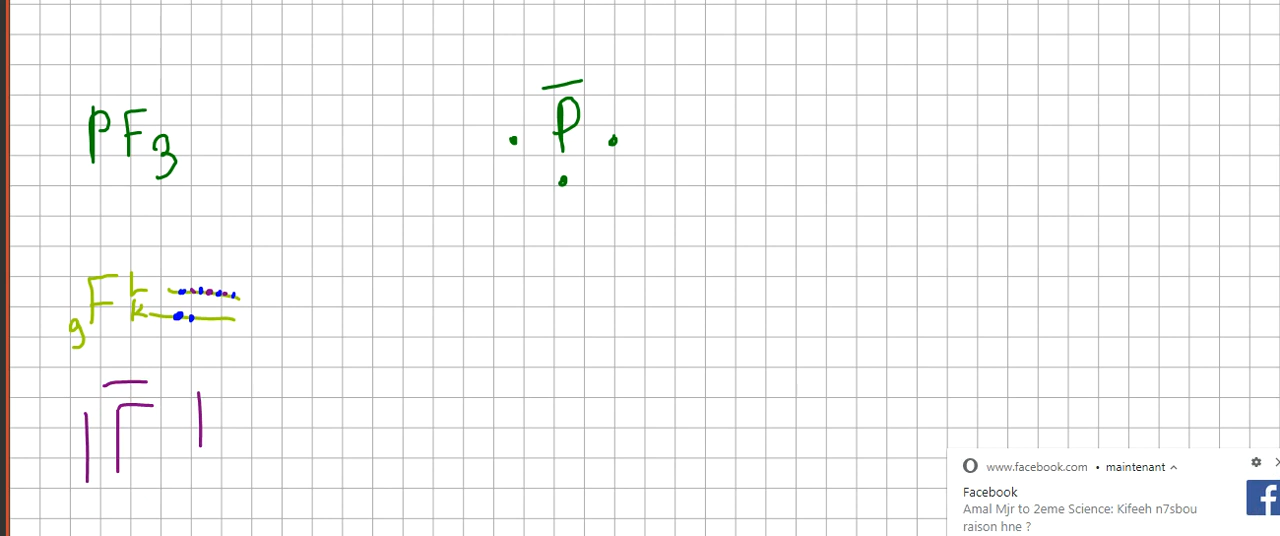 PF3
P
9F L
K
F
www.facebook.com • maintenant
Facebook
Amal Mjr to 2eme Science: Kifeeh n7sbou
raison hne ?